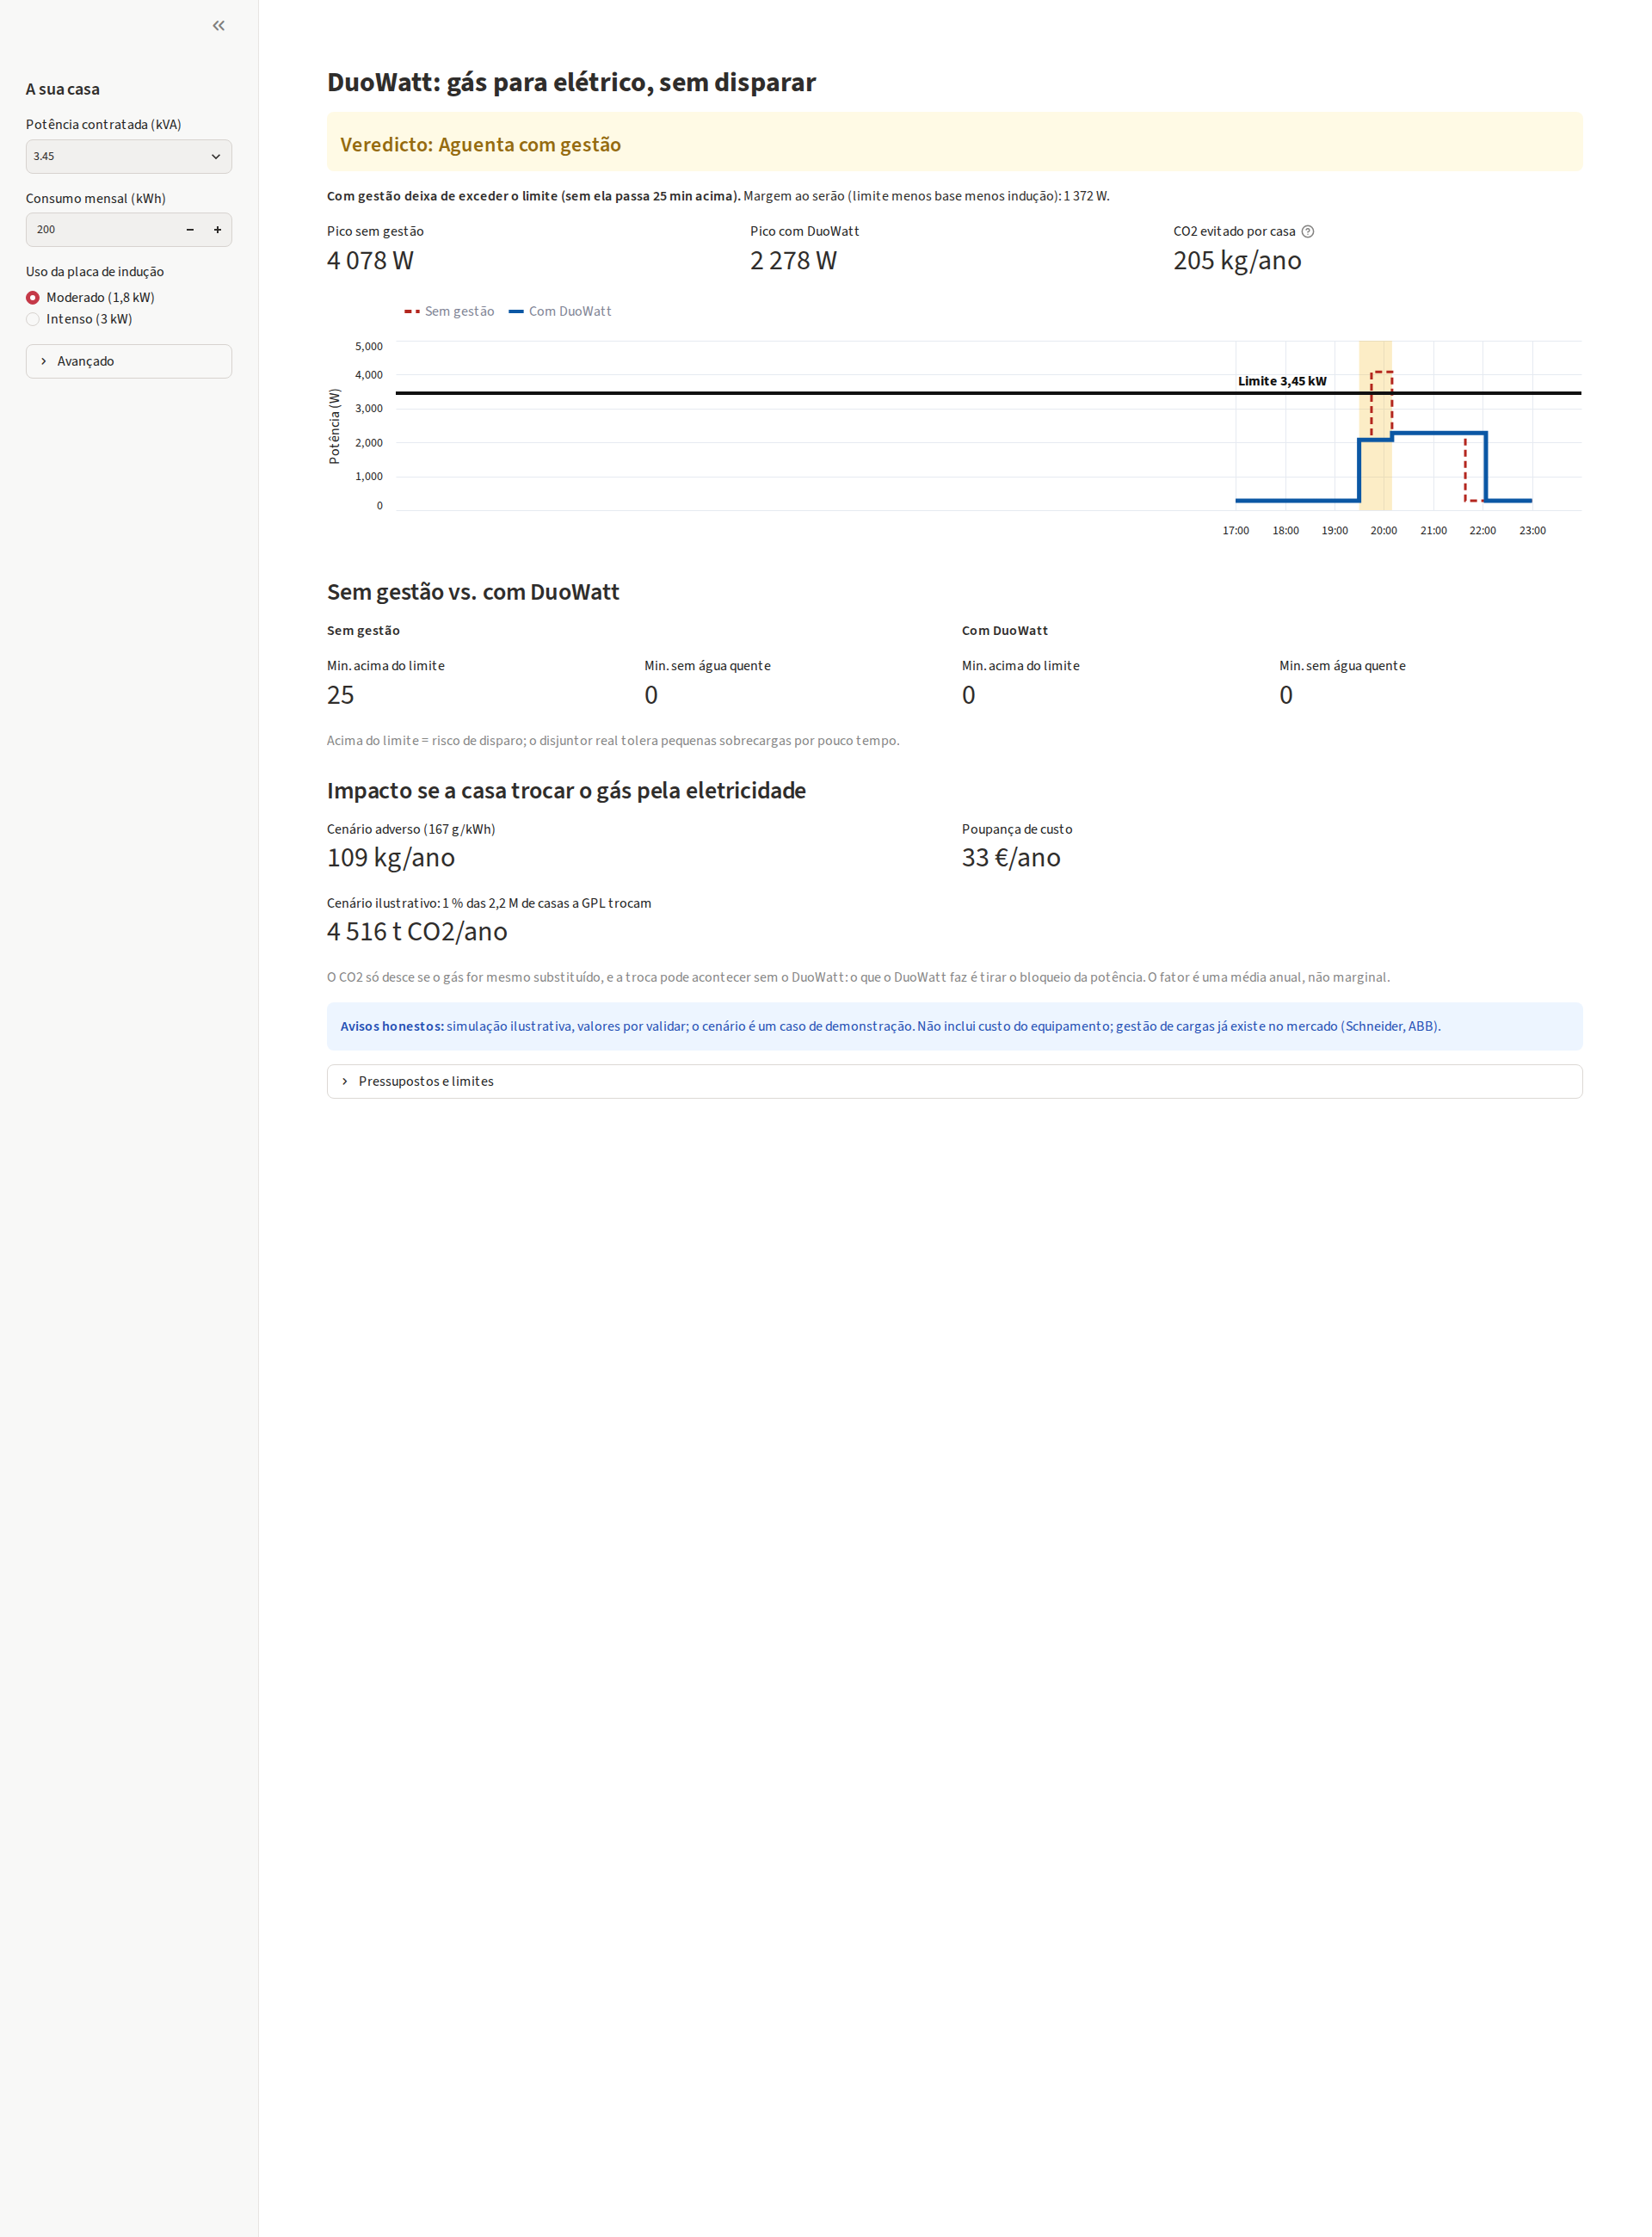 A sua casa
Potência contratada (kVA)
3.45
Consumo mensal (kWh)
200
Uso da placa de indução
Moderado (1,8 kW)
Intenso (3 kW)
Avançado
DuoWatt: gás para elétrico, sem disparar
Veredicto: Aguenta com gestão
Com gestão deixa de exceder o limite (sem ela passa 25 min acima). Margem ao serão (limite menos base menos indução): 1 372 W.
Pico sem gestão
4 078 W
Pico com DuoWatt
2 278 W
CO2 evitado por casa
205 kg/ano
Sem gestão
Com DuoWatt
Potência (W)
5,000
4,000
3,000
2,000
1,000
0
Limite 3,45 kW
17:00 18:00 19:00 20:00 21:00 22:00 23:00
Sem gestão vs. com DuoWatt
Sem gestão
Min. acima do limite
25
Min. sem água quente
0
Com DuoWatt
Min. acima do limite
0
Min. sem água quente
0
Acima do limite = risco de disparo; o disjuntor real tolera pequenas sobrecargas por pouco tempo.
Impacto se a casa trocar o gás pela eletricidade
Cenário adverso (167 g/kWh)
109 kg/ano
Poupança de custo
33 €/ano
Cenário ilustrativo: 1 % das 2,2 M de casas a GPL trocam
4 516 t CO2/ano
O CO2 só desce se o gás for mesmo substituído, e a troca pode acontecer sem o DuoWatt: o que o DuoWatt faz é tirar o bloqueio da potência. O fator é uma média anual, não marginal.
Avisos honestos: simulação ilustrativa, valores por validar; o cenário é um caso de demonstração. Não inclui custo do equipamento; gestão de cargas já existe no mercado (Schneider, ABB).
Pressupostos e limites